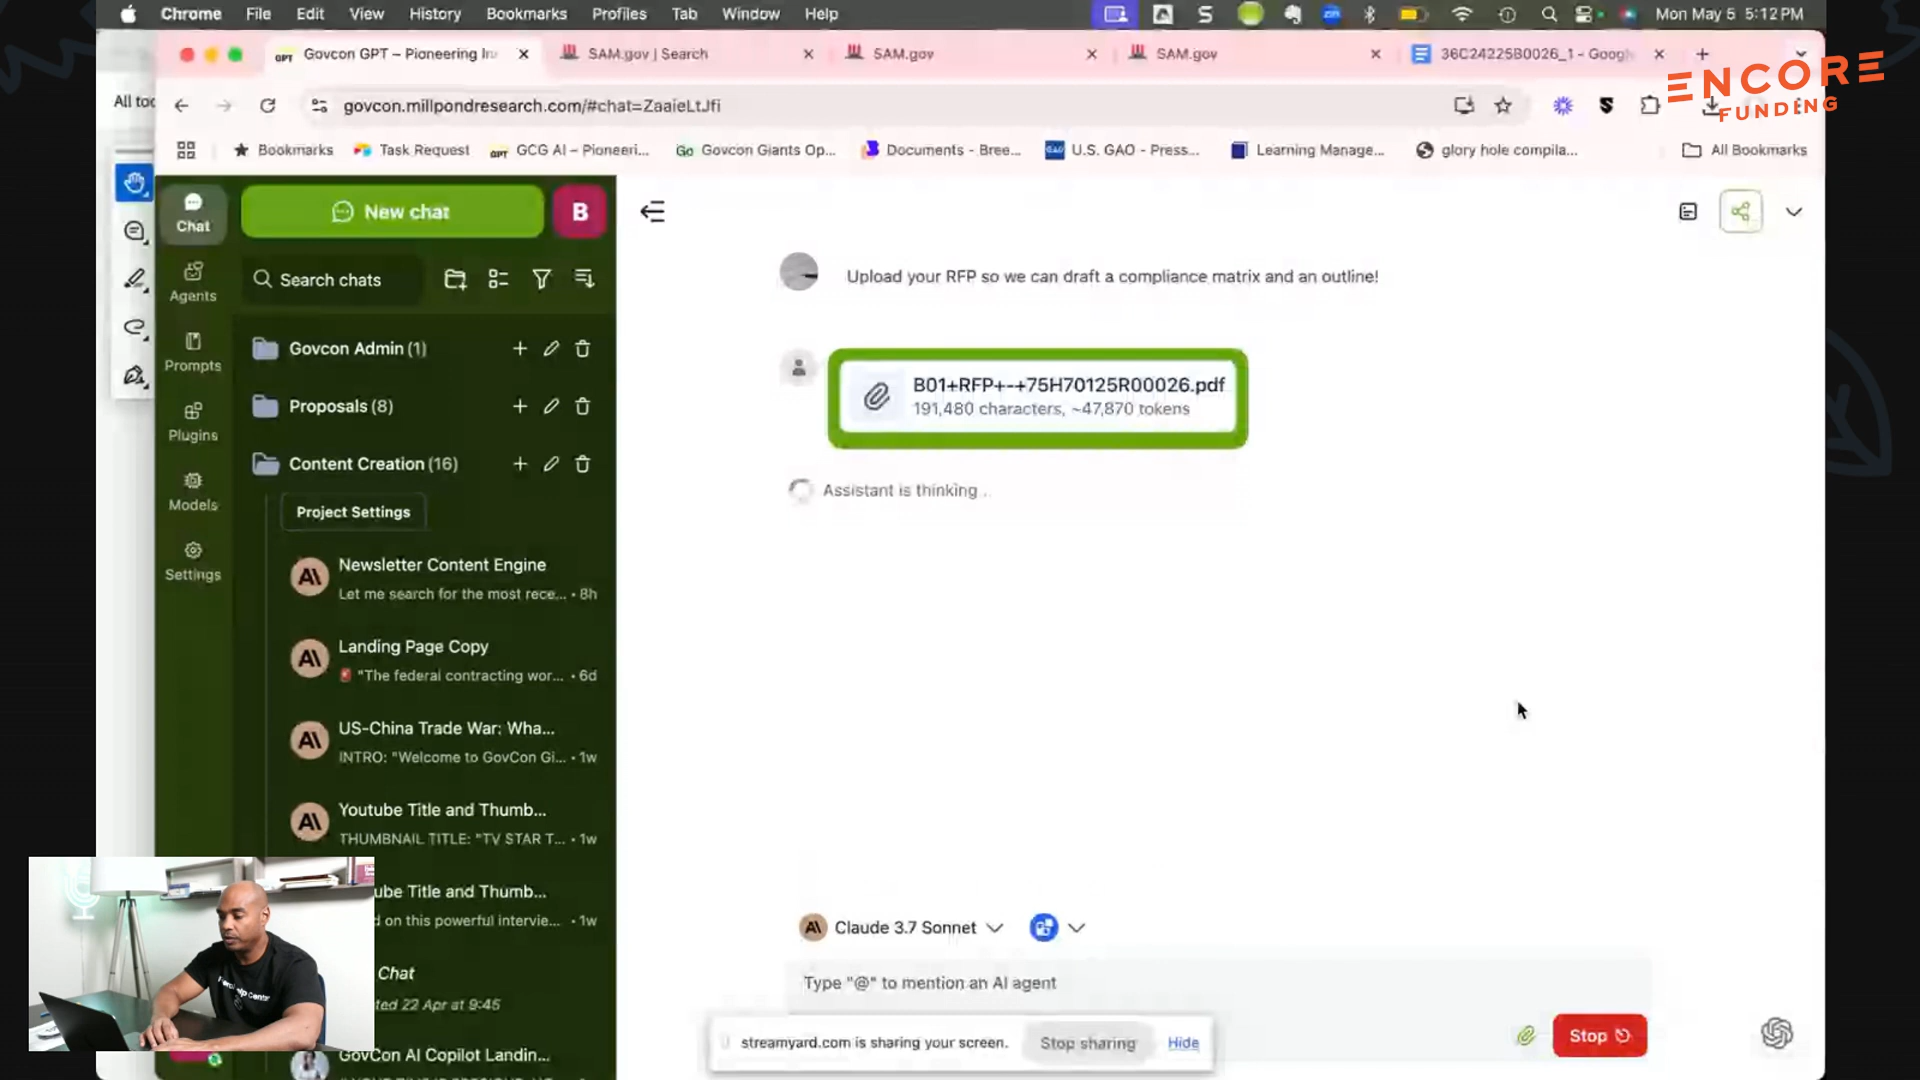 Chrome File Edit View History Bookmarks Profiles Tab Window Help Mon May 5 5:12 PM
Govcon GPT – Pioneering In
SAM.gov | Search
SAM.gov
SAM.gov
36C24225B0026_1 - Googl
ENCORE
FUNDING
All too
govcon.millpondresearch.com/#chat=ZaaieLtJfi
Bookmarks
Task Request
GCG AI – Pioneeri...
Govcon Giants Op...
Documents - Bree...
U.S. GAO - Press...
Learning Manage...
glory hole compila...
All Bookmarks
Chat
Agents
Prompts
Plugins
Models
Settings
New chat
B
Search chats
Govcon Admin (1)
Proposals (8)
Content Creation (16)
Project Settings
Newsletter Content Engine
Let me search for the most rece... • 8h
Landing Page Copy
"The federal contracting wor... • 6d
US-China Trade War: Wha...
INTRO: "Welcome to GovCon Gi... • 1w
Youtube Title and Thumb...
THUMBNAIL TITLE: "TV STAR T... • 1w
ube Title and Thumb...
d on this powerful intervie... • 1w
Chat
ted 22 Apr at 9:45
GovCon AI Copilot Landin...
Upload your RFP so we can draft a compliance matrix and an outline!
B01+RFP+-+75H70125R00026.pdf
191,480 characters, ~47,870 tokens
Assistant is thinking ..
Claude 3.7 Sonnet
Type "@" to mention an AI agent
streamyard.com is sharing your screen.
Stop sharing
Hide
Stop